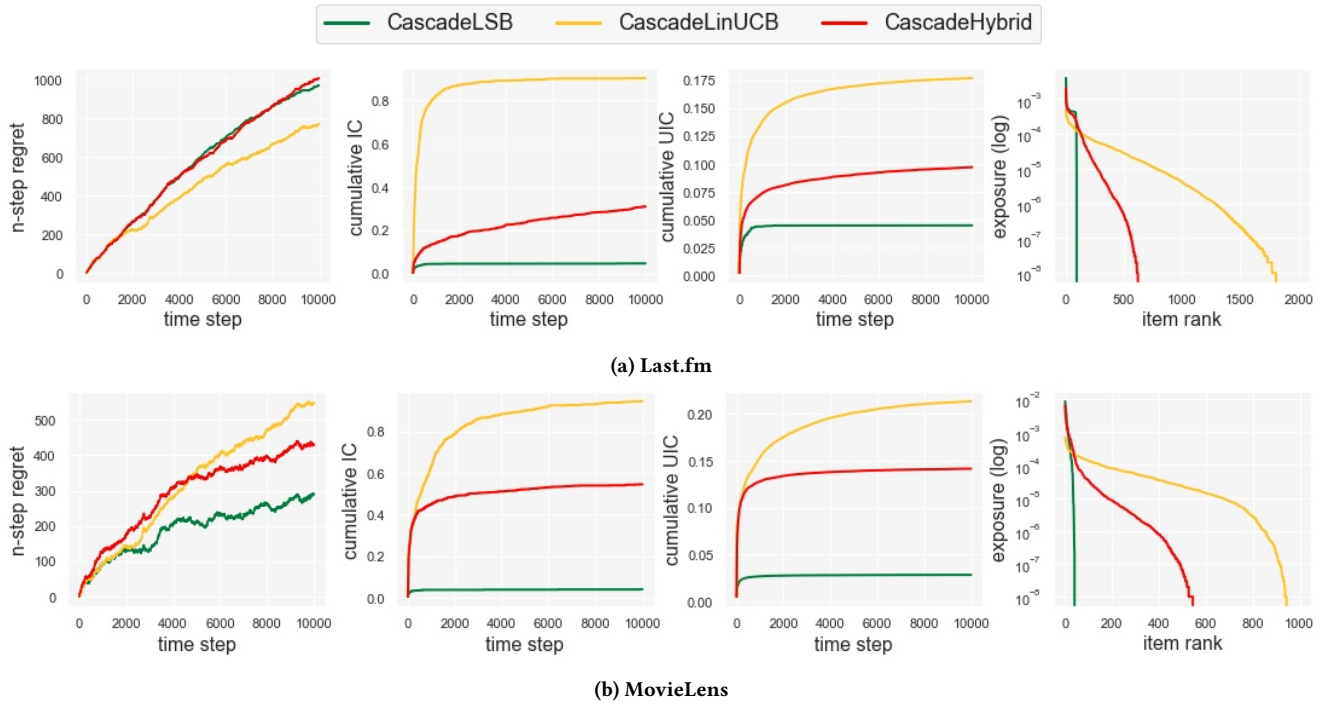 CascadeLSB CascadeLinUCB CascadeHybrid
n-step regret
1000
800
600
400
200
0
0 2000 4000 6000 8000 10000
time step
cumulative IC
0.8
0.6
0.4
0.2
0.0
0 2000 4000 6000 8000 10000
time step
cumulative UIC
0.175
0.150
0.125
0.100
0.075
0.050
0.025
0.000
0 2000 4000 6000 8000 10000
time step
exposure (log)
10⁻³
10⁻⁴
10⁻⁵
10⁻⁶
10⁻⁷
10⁻⁸
0 500 1000 1500 2000
item rank
(a) Last.fm
n-step regret
500
400
300
200
100
0
0 2000 4000 6000 8000 10000
time step
cumulative IC
0.8
0.6
0.4
0.2
0.0
0 2000 4000 6000 8000 10000
time step
cumulative UIC
0.20
0.15
0.10
0.05
0.00
0 2000 4000 6000 8000 10000
time step
exposure (log)
10⁻²
10⁻³
10⁻⁴
10⁻⁵
10⁻⁶
10⁻⁷
10⁻⁸
0 200 400 600 800 1000
item rank
(b) MovieLens